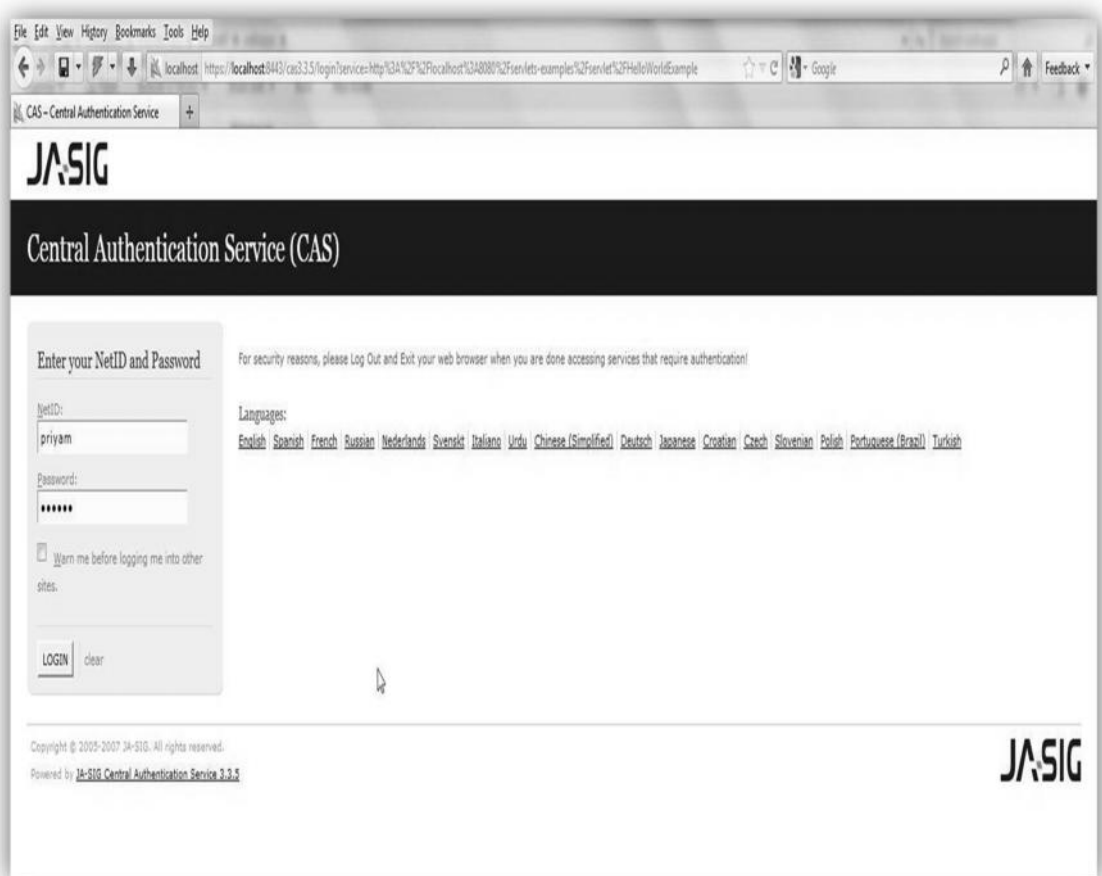 File Edit View History Bookmarks Tools Help
localhost https://localhost:8443/cas3.3.5/login?service=http%3A%2F%2Flocalhost%3A8080%2Fservlets-examples%2Fservlet%2FHelloWorldExample Google Feedback
CAS – Central Authentication Service +
JA-SIG
Central Authentication Service (CAS)
Enter your NetID and Password
For security reasons, please Log Out and Exit your web browser when you are done accessing services that require authentication!
NetID:
priyam
Languages:
English Spanish French Russian Nederlands Svenskt Italiano Urdu Chinese (Simplified) Deutsch Japanese Croatian Czech Slovenian Polish Portuguese (Brazil) Turkish
Password:
••••••
Warn me before logging me into other
sites.
LOGIN clear
Copyright © 2005-2007 JA-SIG. All rights reserved.
Powered by JA-SIG Central Authentication Service 3.3.5
JA-SIG